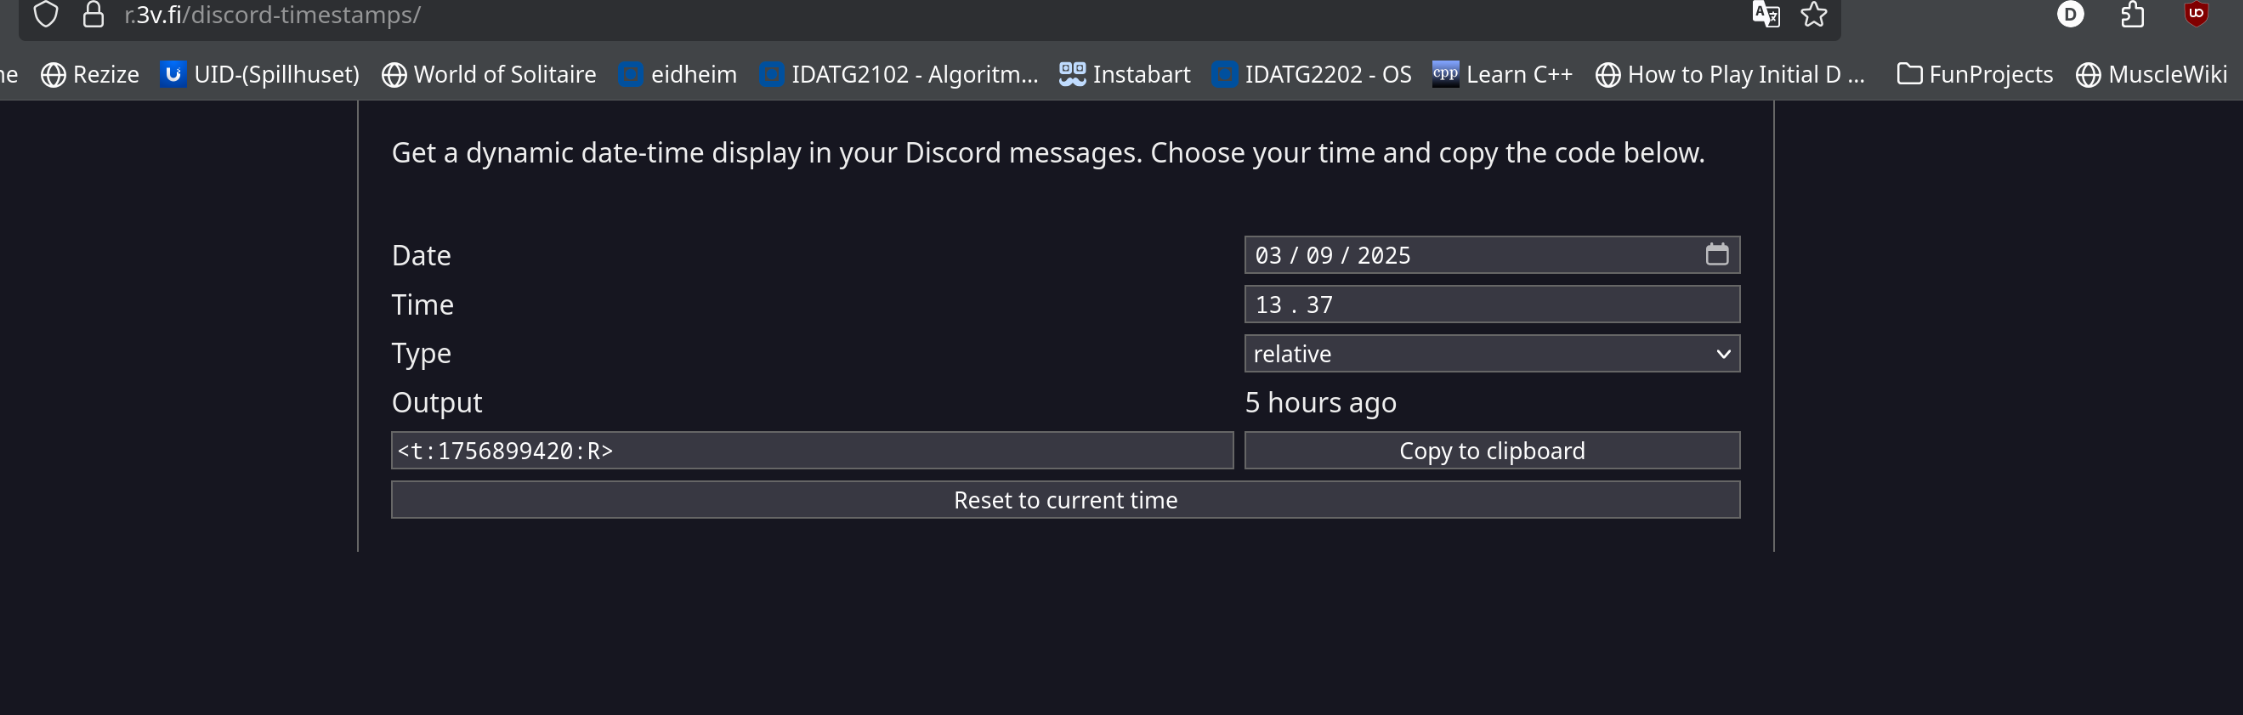 r.3v.fi/discord-timestamps/
ne Rezize UID-(Spillhuset) World of Solitaire eidheim IDATG2102 - Algoritm... Instabart IDATG2202 - OS cpp Learn C++ How to Play Initial D ... FunProjects MuscleWiki
Get a dynamic date-time display in your Discord messages. Choose your time and copy the code below.
Date 03 / 09 / 2025
Time 13 . 37
Type relative
Output 5 hours ago
<t:1756899420:R> Copy to clipboard
Reset to current time